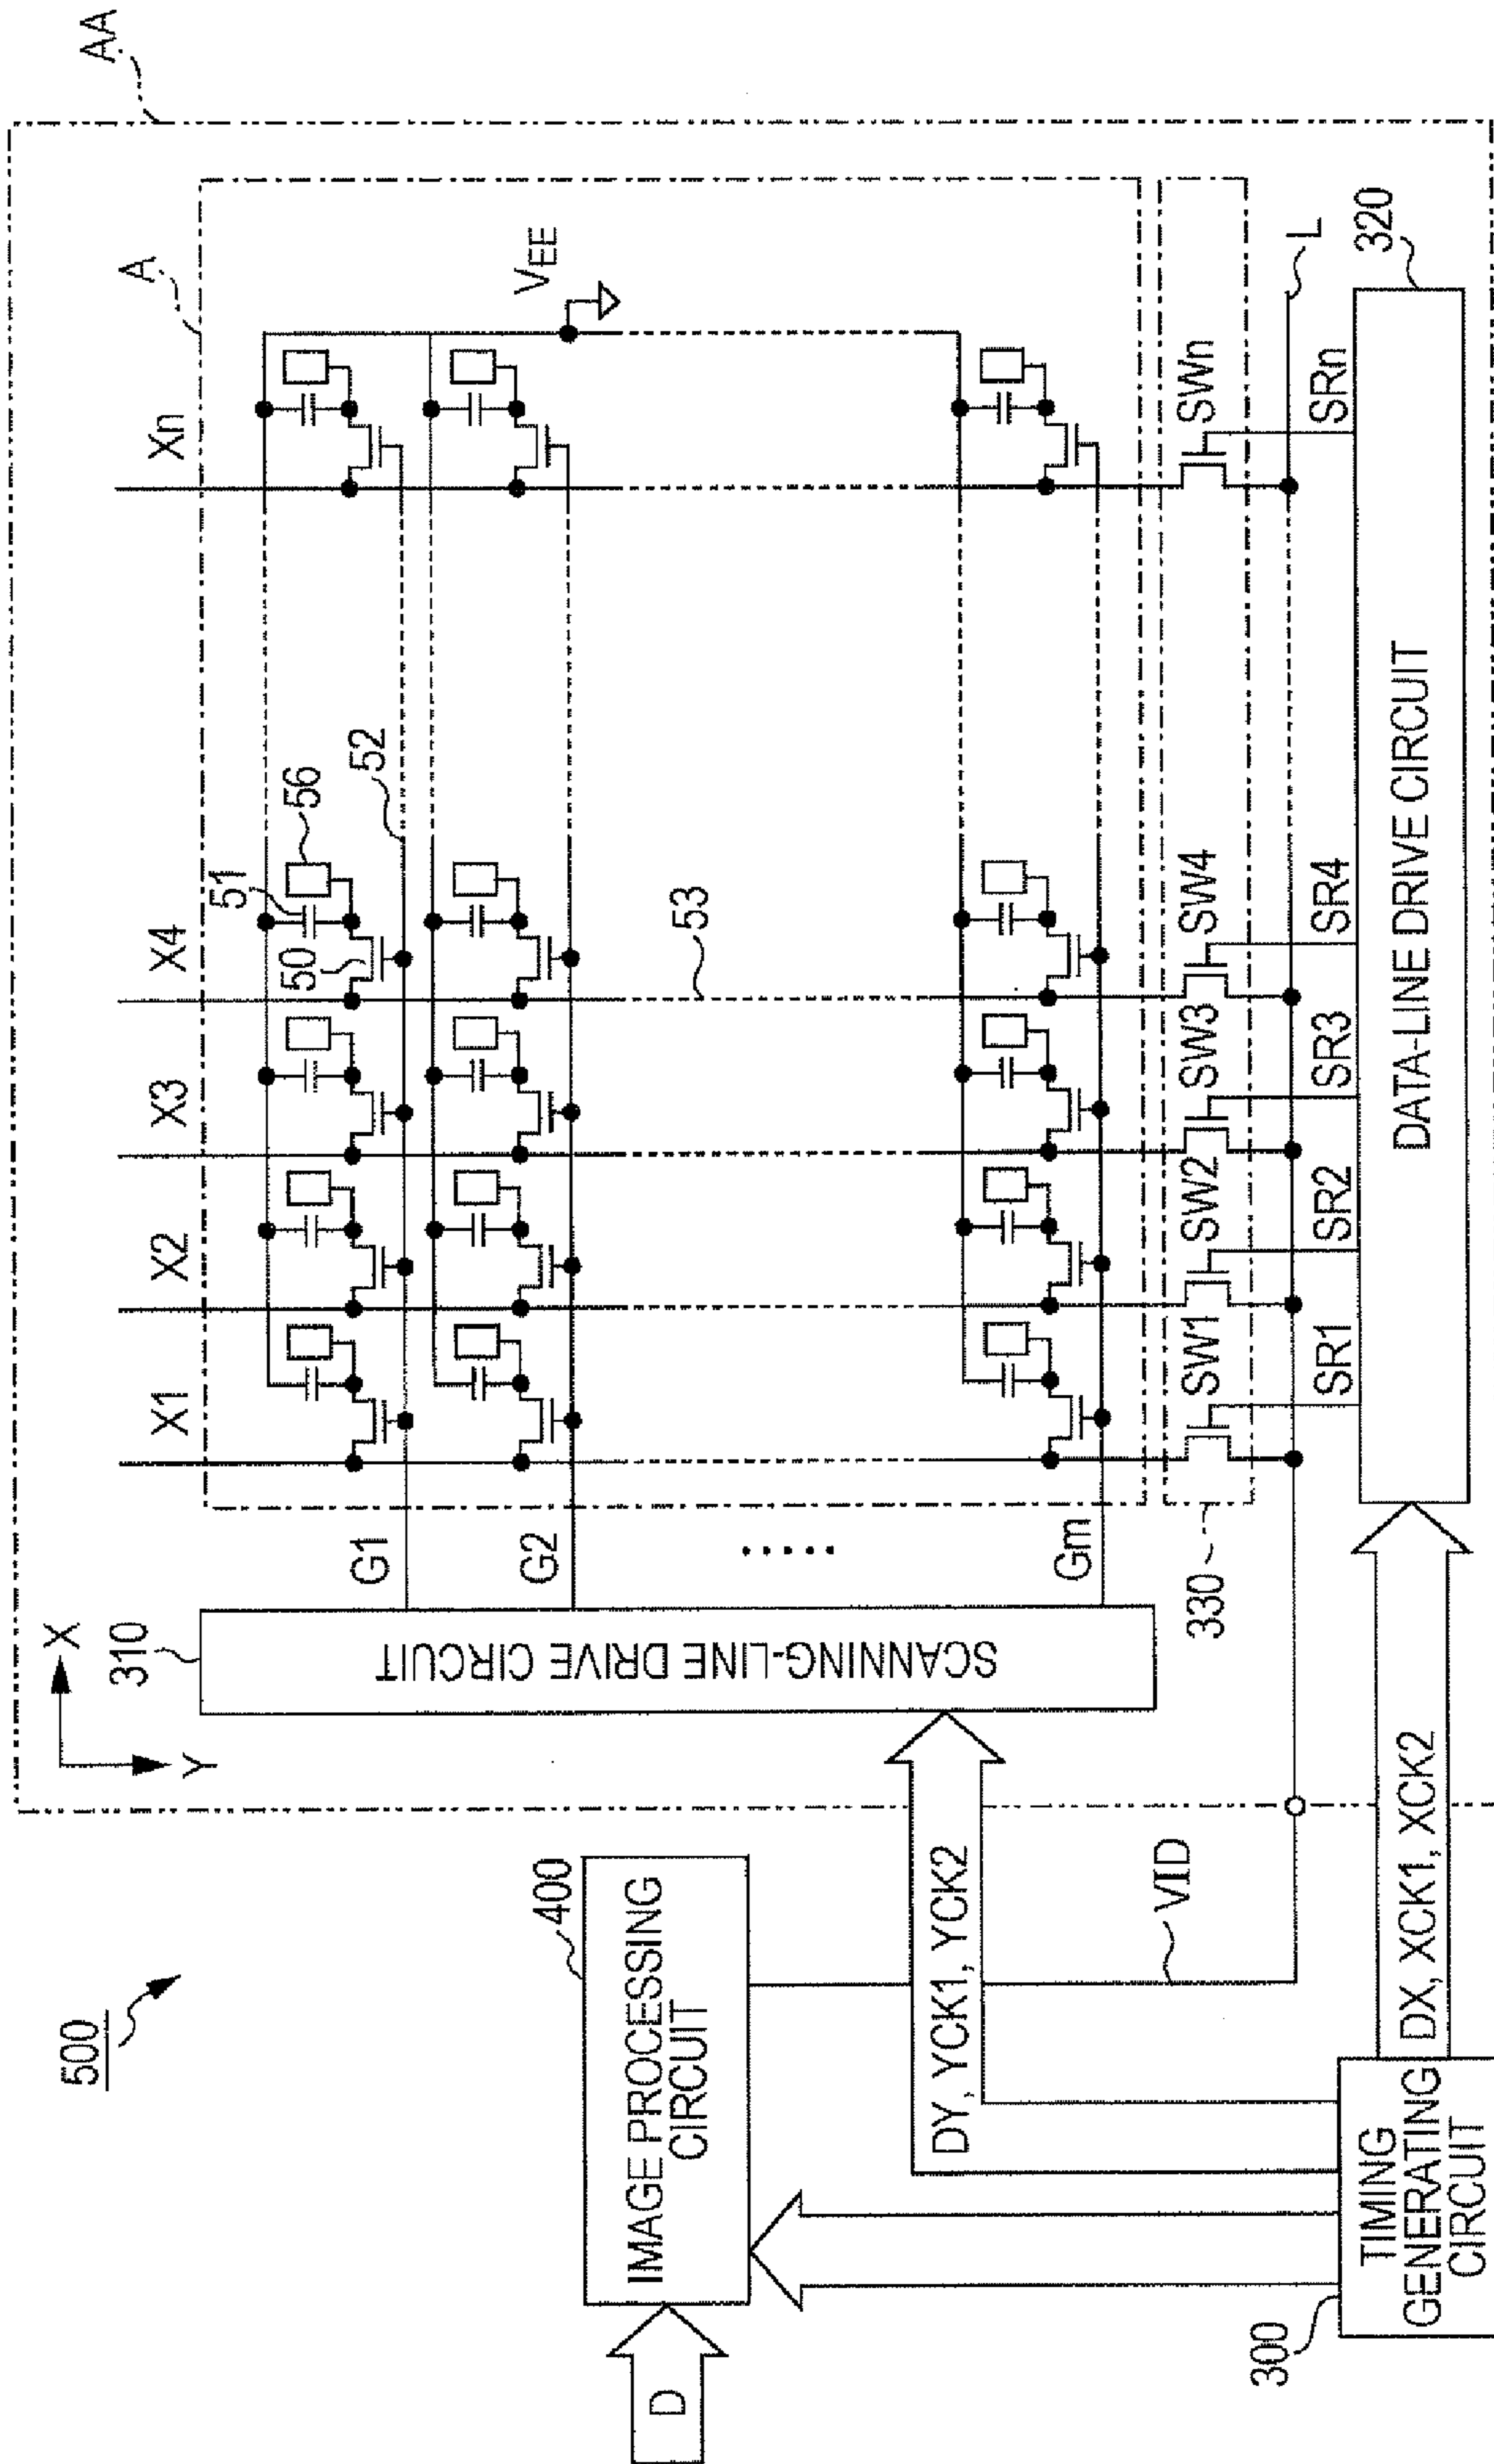 500
X
Y
AA
A
310
SCANNING-LINE DRIVE CIRCUIT
X1
X2
X3
X4
Xn
G1
G2
.....
Gm
50
51
56
52
53
VEE
400
IMAGE PROCESSING
CIRCUIT
D
DY, YCK1, YCK2
VID
330
SW1
SW2
SW3
SW4
SWn
L
SR1
SR2
SR3
SR4
SRn
320
DATA-LINE DRIVE CIRCUIT
300
TIMING
GENERATING
CIRCUIT
DX, XCK1, XCK2